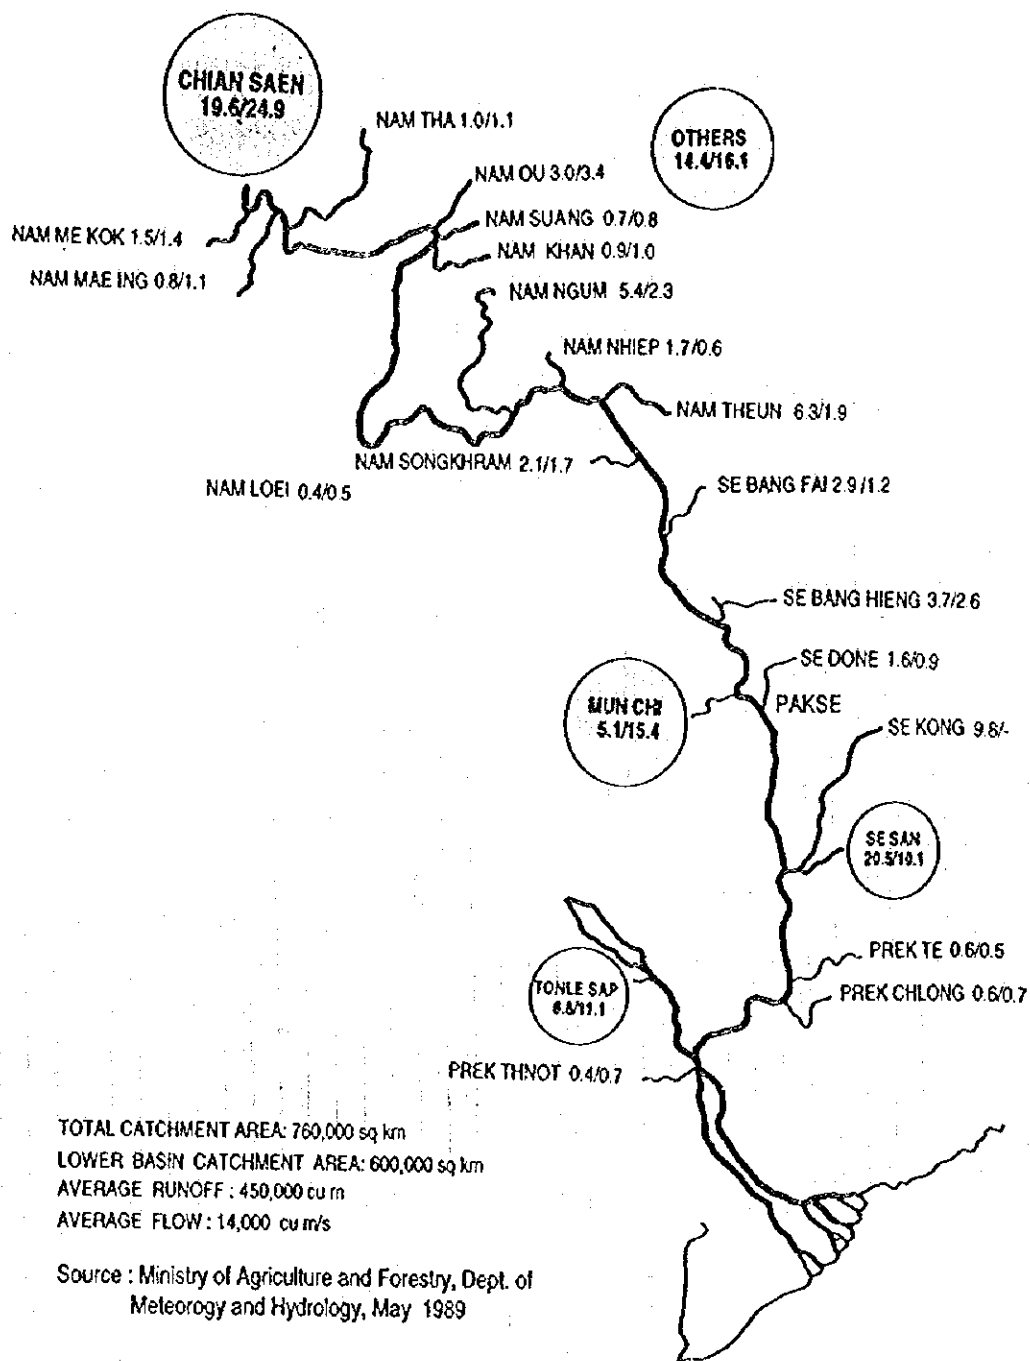 CHIAN SAEN
19.6/24.9
NAM THA 1.0/1.1
OTHERS
14.4/16.1
NAM OU 3.0/3.4
NAM SUANG 0.7/0.8
NAM KHAN 0.9/1.0
NAM ME KOK 1.5/1.4
NAM MAE ING 0.8/1.1
NAM NGUM 5.4/2.3
NAM NHIEP 1.7/0.6
NAM THEUN 6.3/1.9
NAM SONGKHRAM 2.1/1.7
NAM LOEI 0.4/0.5
SE BANG FAI 2.9/1.2
SE BANG HIENG 3.7/2.6
SE DONE 1.6/0.9
MUN CHI
5.1/15.4
PAKSE
SE KONG 9.8/-
SE SAN
20.5/10.1
PREK TE 0.6/0.5
TONLE SAP
6.8/11.1
PREK CHLONG 0.6/0.7
PREK THNOT 0.4/0.7
TOTAL CATCHMENT AREA: 760,000 sq km
LOWER BASIN CATCHMENT AREA: 600,000 sq km
AVERAGE RUNOFF : 450,000 cu m
AVERAGE FLOW : 14,000 cu m/s
Source : Ministry of Agriculture and Forestry, Dept. of
Meteorogy and Hydrology, May 1989